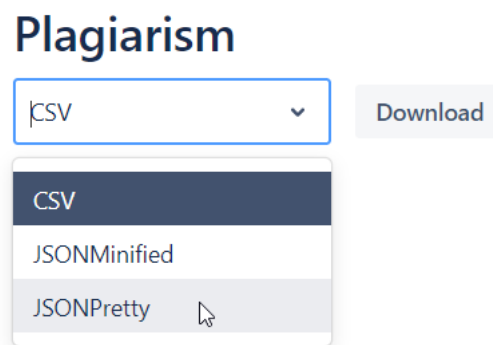 Plagiarism
CSV
Download
CSV
JSONMinified
JSONPretty